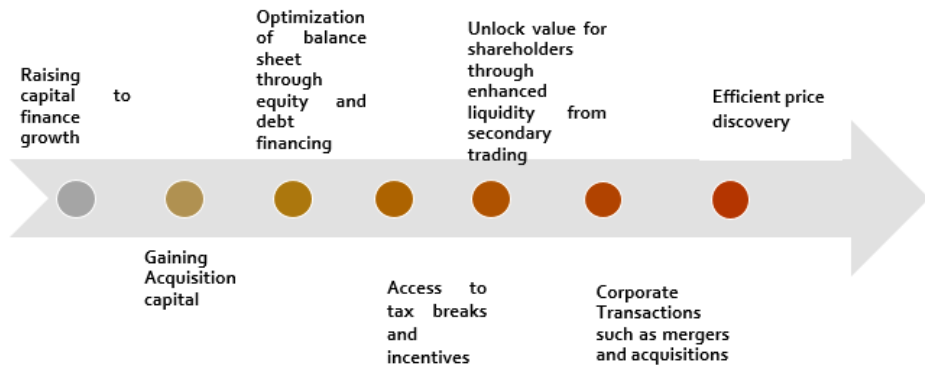 Raising
capital to
finance
growth
Gaining
Acquisition
capital
Optimization
of balance
sheet
through
equity and
debt
financing
Access to
tax breaks
and
incentives
Unlock value for
shareholders
through
enhanced
liquidity from
secondary
trading
Corporate
Transactions
such as mergers
and acquisitions
Efficient price
discovery